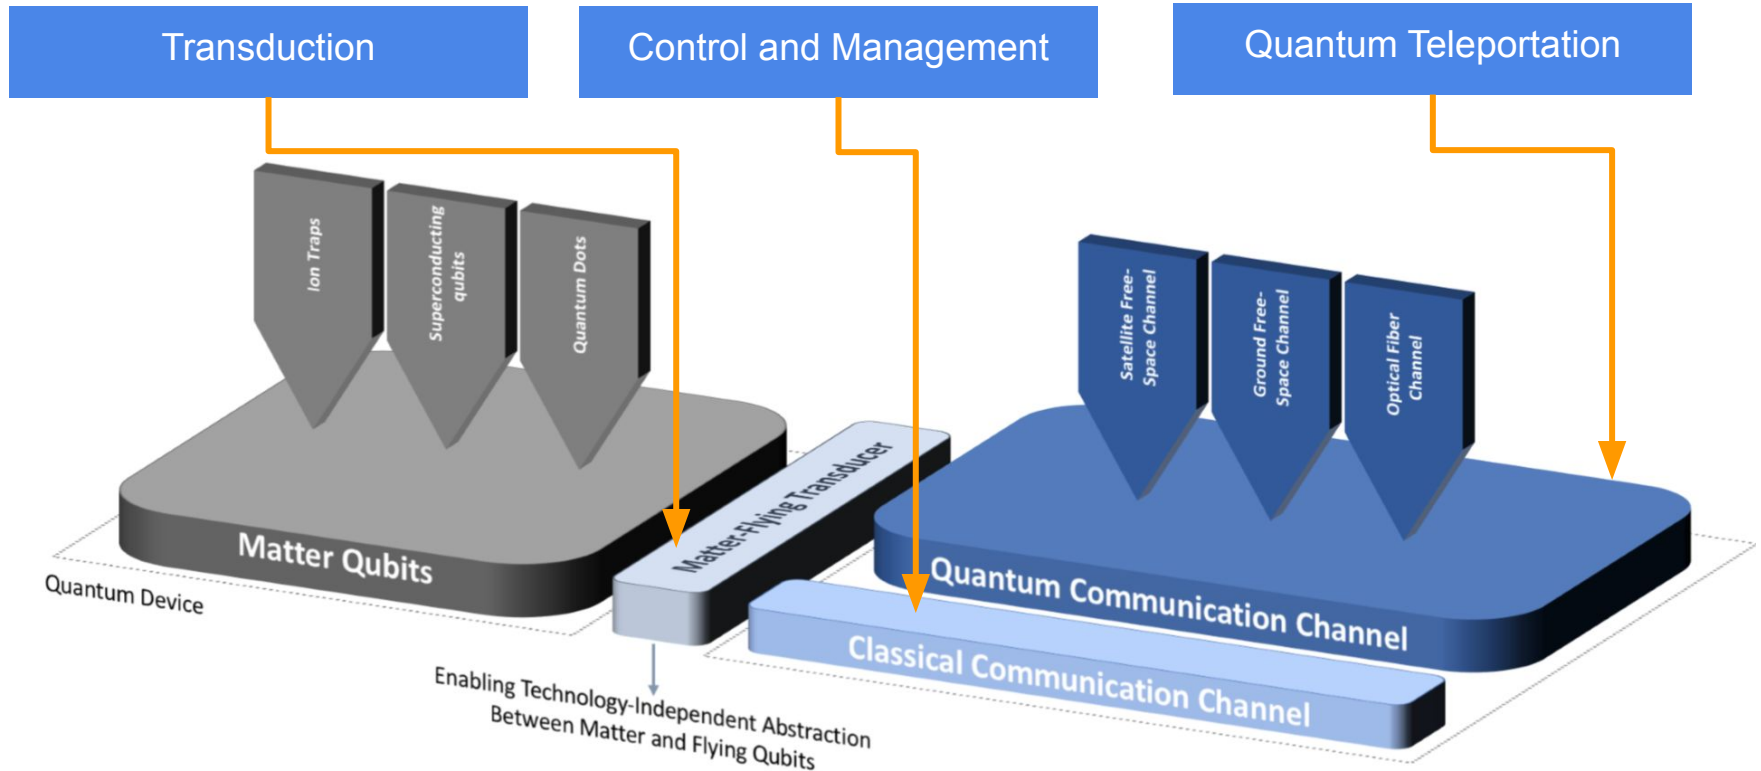 Transduction
Control and Management
Quantum Teleportation
Ion Traps
Superconducting
qubits
Quantum Dots
Satellite Free-
Space Channel
Ground Free-
Space Channel
Optical Fiber
Channel
Matter Qubits
Matter-Flying Transducer
Quantum Communication Channel
Classical Communication Channel
Quantum Device
Enabling Technology-Independent Abstraction
Between Matter and Flying Qubits